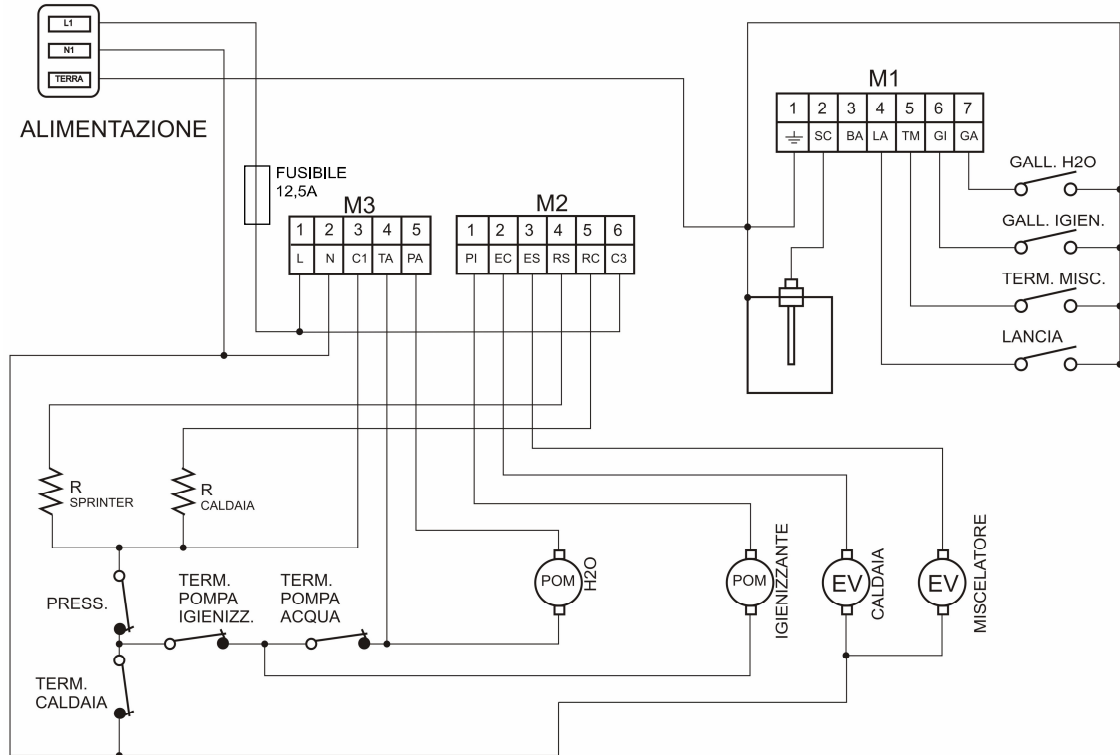 L1
N1
TERRA
ALIMENTAZIONE
FUSIBILE
12,5A
M3
1 2 3 4 5
L N C1 TA PA
M2
1 2 3 4 5 6
PI EC ES RS RC C3
M1
1 2 3 4 5 6 7
SC BA LA TM GI GA
GALL. H2O
GALL. IGIEN.
TERM. MISC.
LANCIA
R
SPRINTER
R
CALDAIA
PRESS.
TERM.
POMPA
IGIENIZZ.
TERM.
POMPA
ACQUA
TERM.
CALDAIA
POM
H2O
POM
IGIENIZZANTE
EV
CALDAIA
EV
MISCELATORE